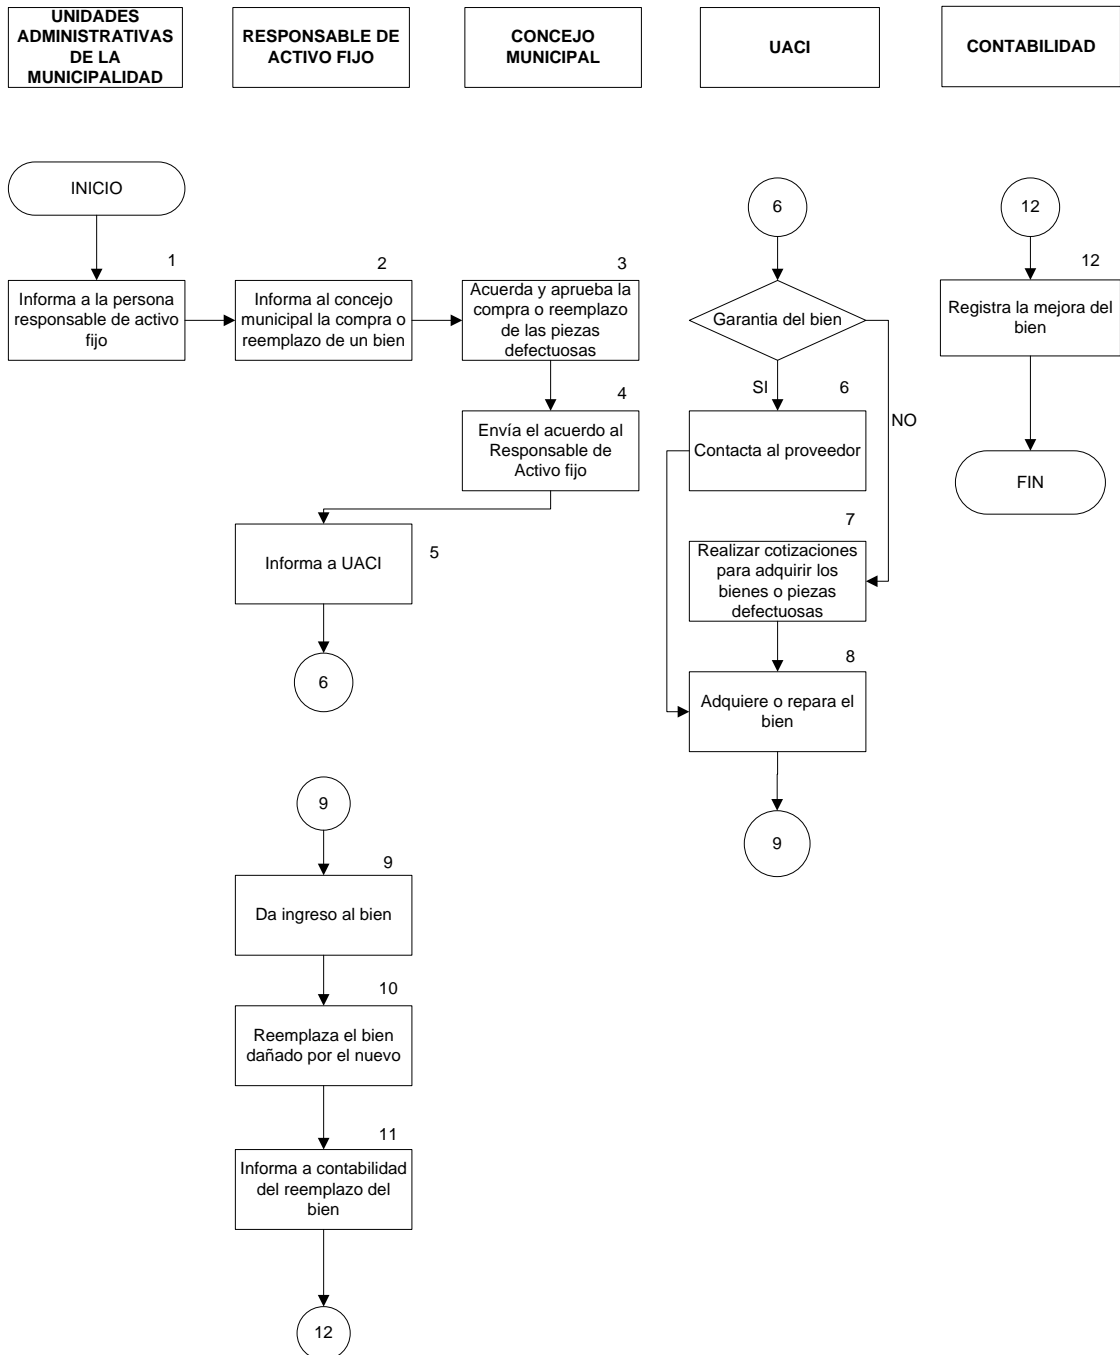 UNIDADES
ADMINISTRATIVAS
DE LA
MUNICIPALIDAD
RESPONSABLE DE
ACTIVO FIJO
CONCEJO
MUNICIPAL
UACI
CONTABILIDAD
INICIO
1
Informa a la persona
responsable de activo
fijo
2
Informa al concejo
municipal la compra o
reemplazo de un bien
3
Acuerda y aprueba la
compra o reemplazo
de las piezas
defectuosas
4
Envía el acuerdo al
Responsable de
Activo fijo
5
Informa a UACI
6
6
Garantia del bien
SI
NO
6
Contacta al proveedor
7
Realizar cotizaciones
para adquirir los
bienes o piezas
defectuosas
8
Adquiere o repara el
bien
9
9
9
Da ingreso al bien
10
Reemplaza el bien
dañado por el nuevo
11
Informa a contabilidad
del reemplazo del
bien
12
12
12
Registra la mejora del
bien
FIN